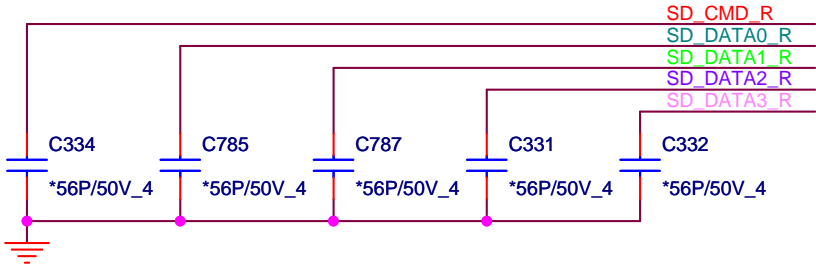 SD_CMD_R
SD_DATA0_R
SD_DATA1_R
SD_DATA2_R
SD_DATA3_R
C334 C785 C787 C331 C332
*56P/50V_4 *56P/50V_4 *56P/50V_4 *56P/50V_4 *56P/50V_4